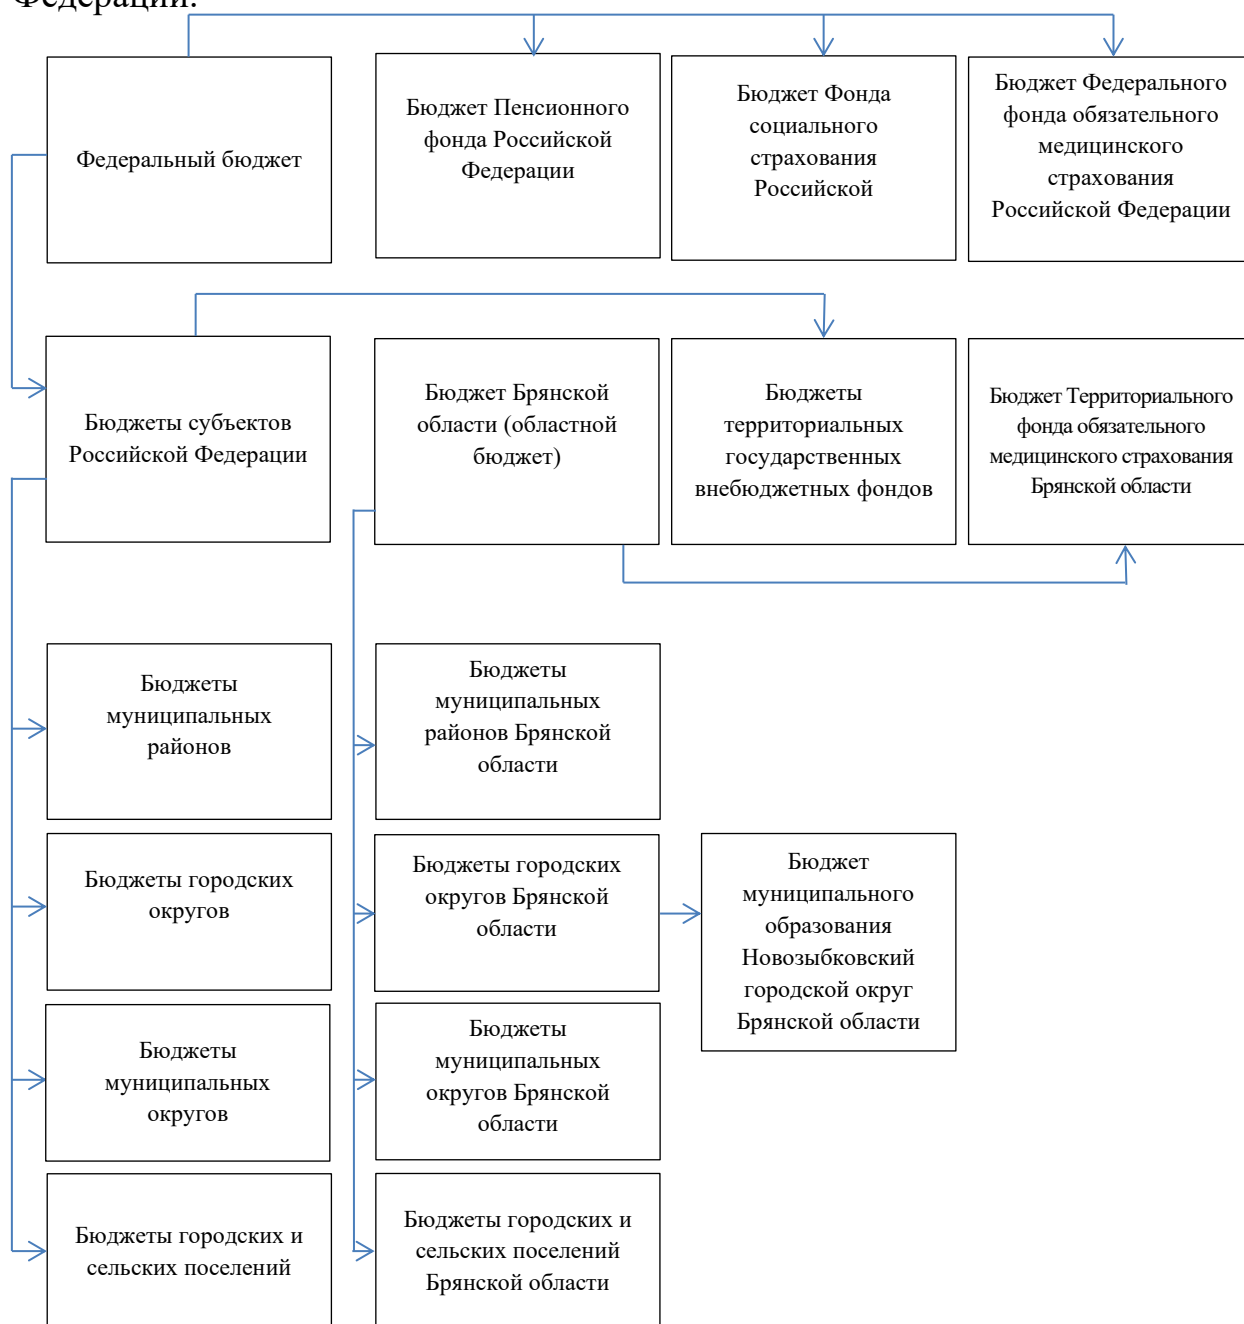 Федерации.
Федеральный бюджет
Бюджет Пенсионного
фонда Российской
Федерации
Бюджет Фонда
социального
страхования
Российской
Бюджет Федерального
фонда обязательного
медицинского
страхования
Российской Федерации
Бюджеты субъектов
Российской Федерации
Бюджет Брянской
области (областной
бюджет)
Бюджеты
территориальных
государственных
внебюджетных фондов
Бюджет Территориального
фонда обязательного
медицинского страхования
Брянской области
Бюджеты
муниципальных
районов
Бюджеты
муниципальных
районов Брянской
области
Бюджеты городских
округов
Бюджеты городских
округов Брянской
области
Бюджет
муниципального
образования
Новозыбковский
городской округ
Брянской области
Бюджеты
муниципальных
округов
Бюджеты
муниципальных
округов Брянской
области
Бюджеты городских и
сельских поселений
Бюджеты городских и
сельских поселений
Брянской области